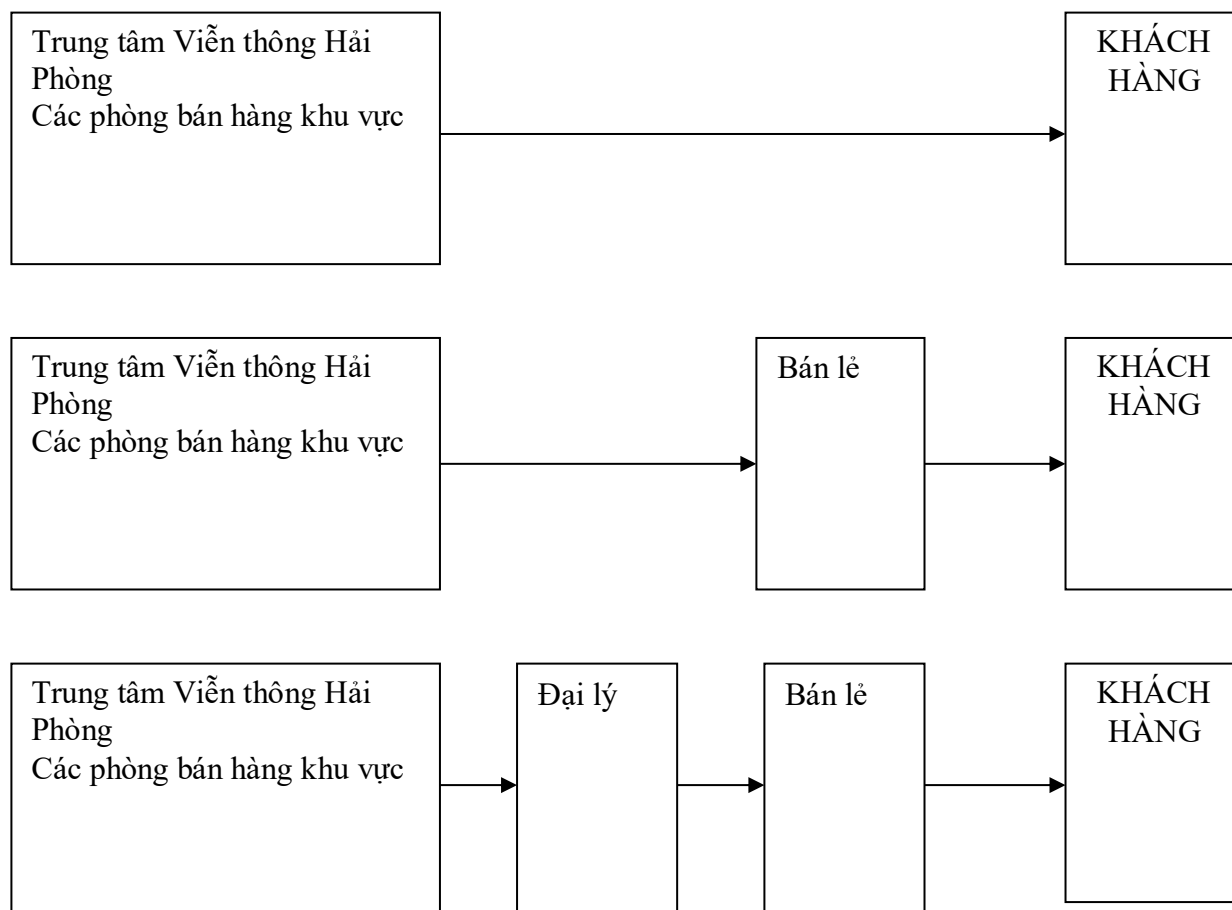 Trung tâm Viễn thông Hải
Phòng
Các phòng bán hàng khu vực
KHÁCH
HÀNG
Trung tâm Viễn thông Hải
Phòng
Các phòng bán hàng khu vực
Bán lẻ
KHÁCH
HÀNG
Trung tâm Viễn thông Hải
Phòng
Các phòng bán hàng khu vực
Đại lý
Bán lẻ
KHÁCH
HÀNG